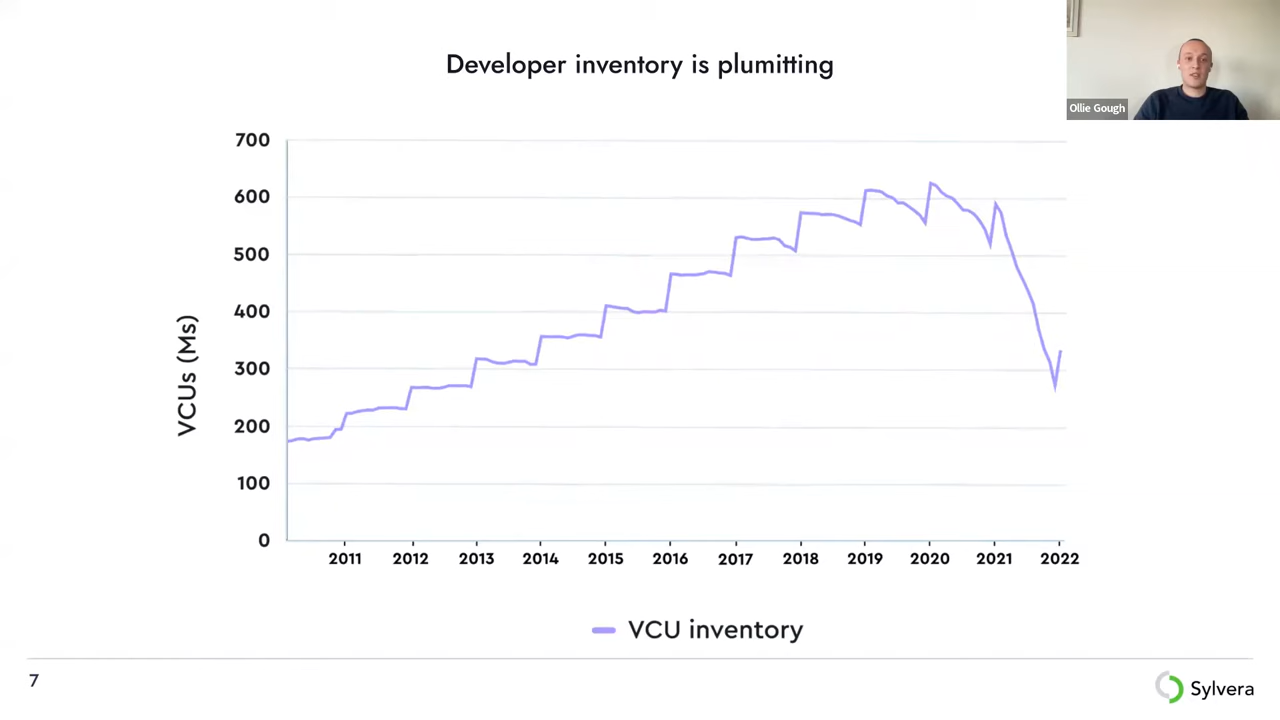 Developer inventory is plumitting
Ollie Gough
700
600
500
400
300
200
100
0
VCUs (Ms)
2011 2012 2013 2014 2015 2016 2017 2018 2019 2020 2021 2022
VCU inventory
7
Sylvera